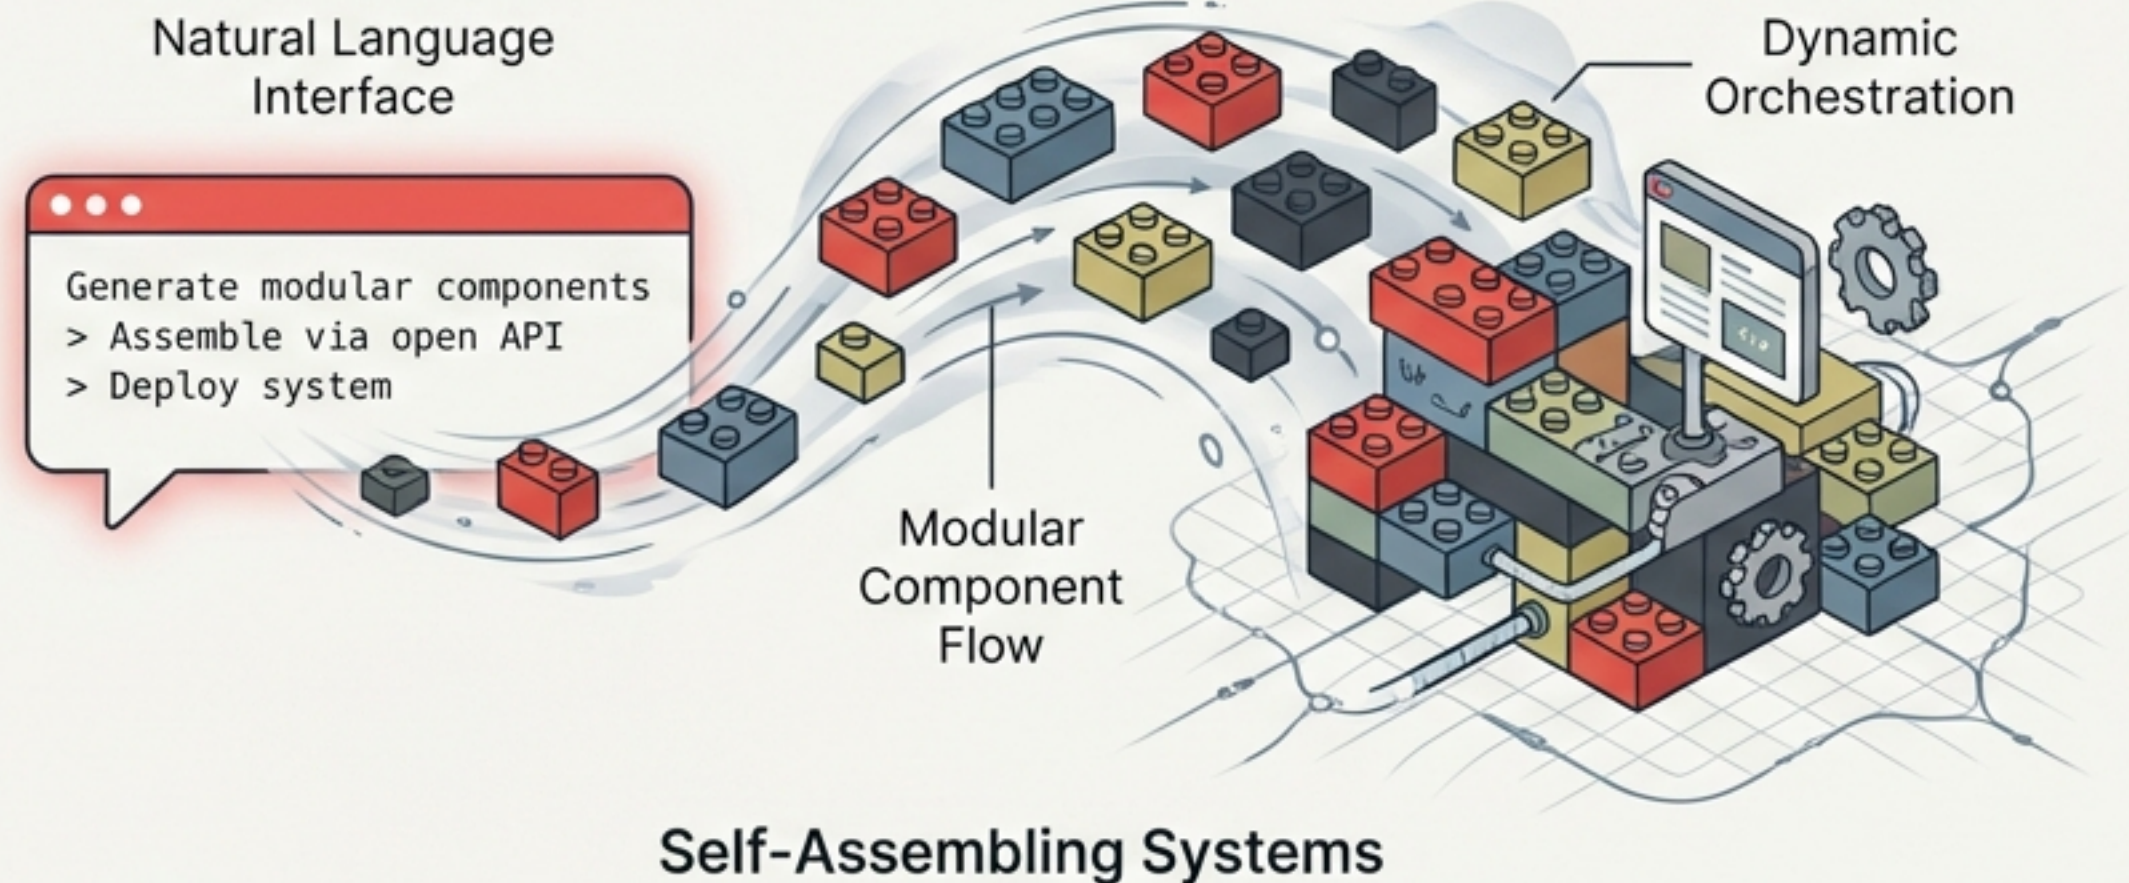 Natural Language
Interface
Generate modular components
> Assemble via open API
> Deploy system
Modular
Component
Flow
Dynamic
Orchestration
Self-Assembling Systems